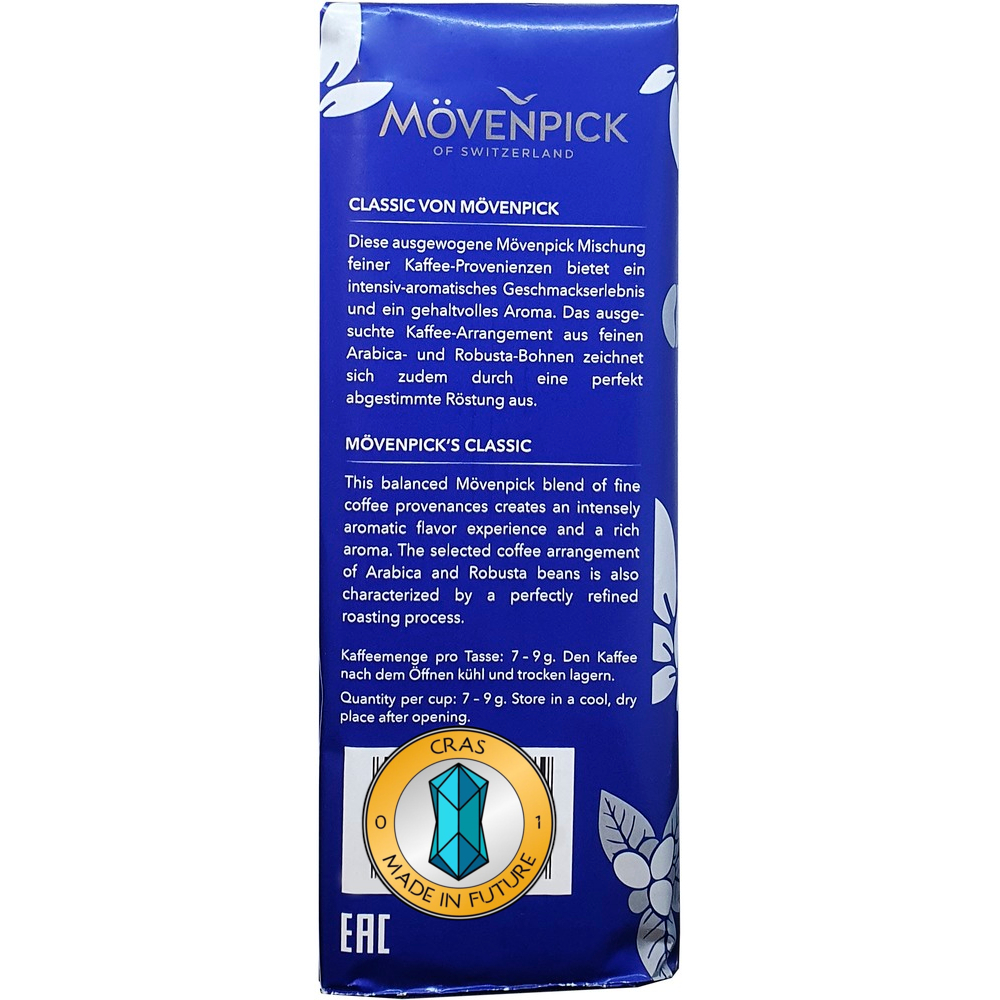 MÖVENPICK
OF SWITZERLAND
CLASSIC VON MÖVENPICK
Diese ausgewogene Mövenpick Mischung
feiner Kaffee-Provenienzen bietet ein
intensiv-aromatisches Geschmackserlebnis
und ein gehaltvolles Aroma. Das ausge-
suchte Kaffee-Arrangement aus feinen
Arabica- und Robusta-Bohnen zeichnet
sich zudem durch eine perfekt
abgestimmte Röstung aus.
MÖVENPICK'S CLASSIC
This balanced Mövenpick blend of fine
coffee provenances creates an intensely
aromatic flavor experience and a rich
aroma. The selected coffee arrangement
of Arabica and Robusta beans is also
characterized by a perfectly refined
roasting process.
Kaffeemenge pro Tasse: 7 – 9 g. Den Kaffee
nach dem Öffnen kühl und trocken lagern.
Quantity per cup: 7 – 9 g. Store in a cool, dry
place after opening.
CRAS
0 1
MADE IN FUTURE
EAC